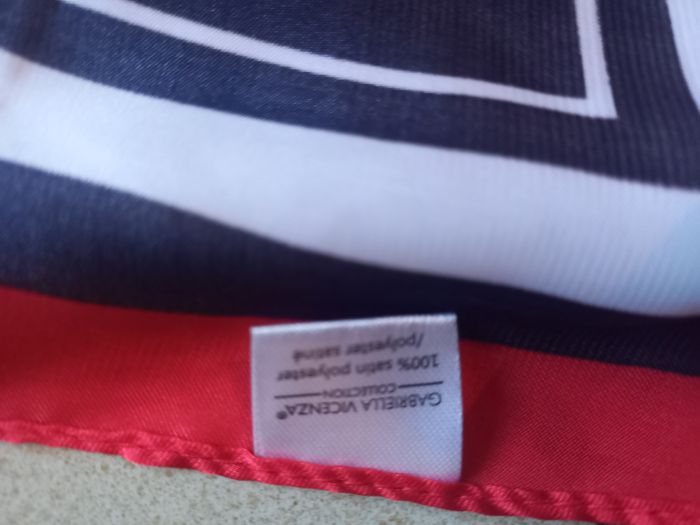 GABRIELLA VICENZA®
COLLECTION
100% satin polyester
/polyester satiné